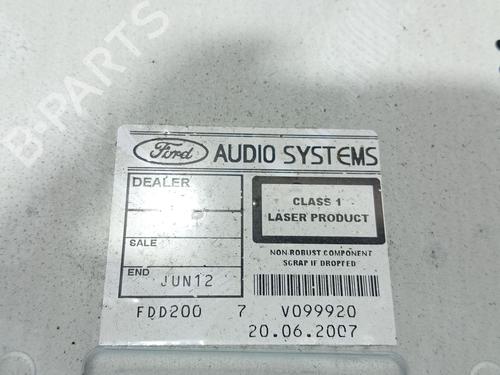 B-PARTS
Ford AUDIO SYSTEMS
DEALER
SALE
END JUN12
CLASS 1
LASER PRODUCT
NON-ROBUST COMPONENT
SCRAP IF DROPPED
FDD200 7 V099920
20.06.2007